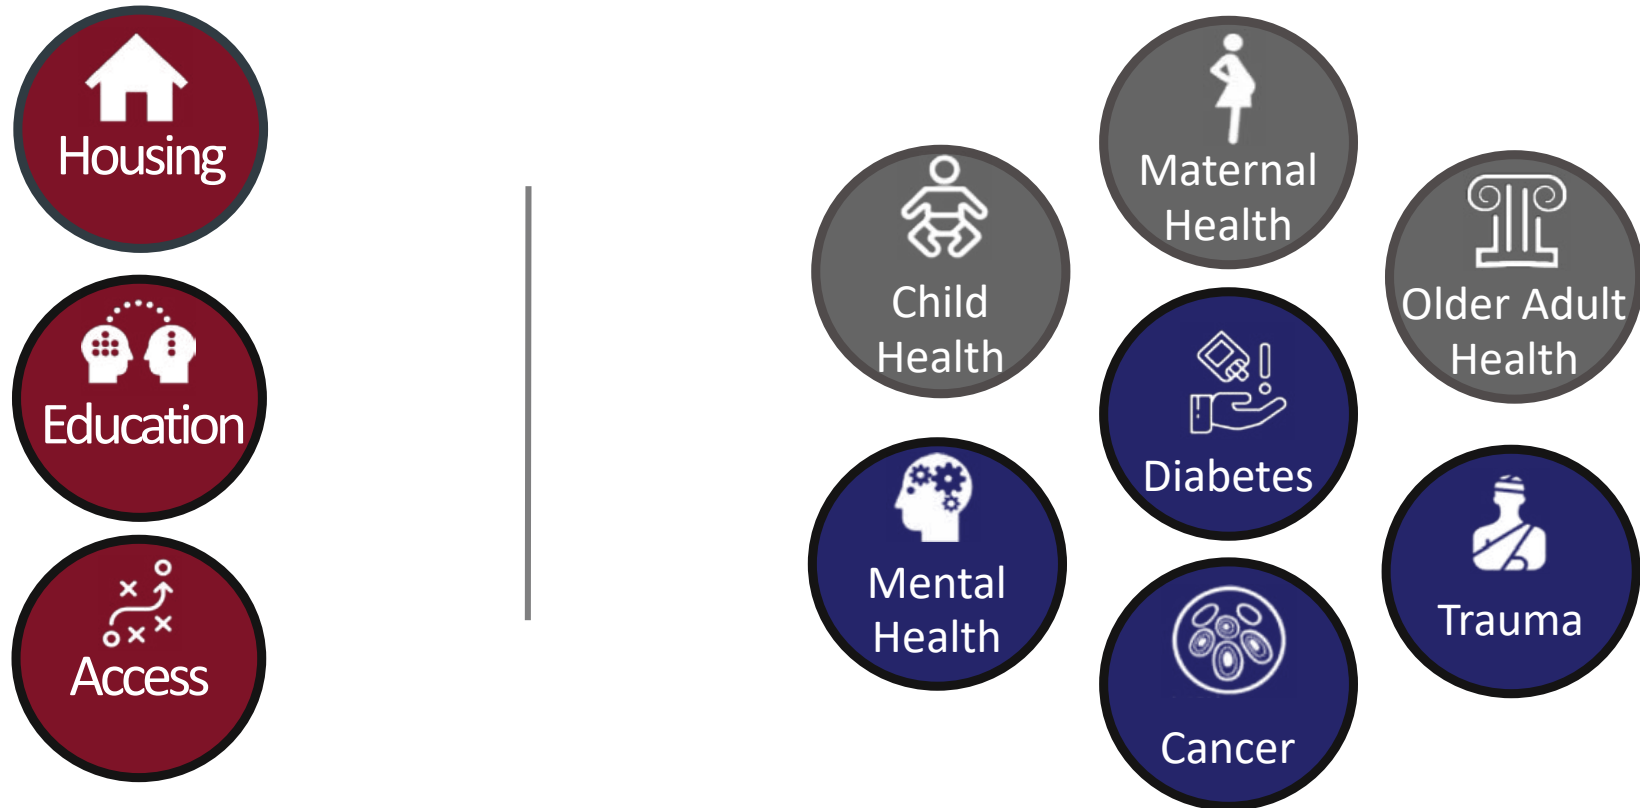 Housing
Education
Access
Maternal
Health
Child
Health
Older Adult
Health
Diabetes
Mental
Health
Trauma
Cancer